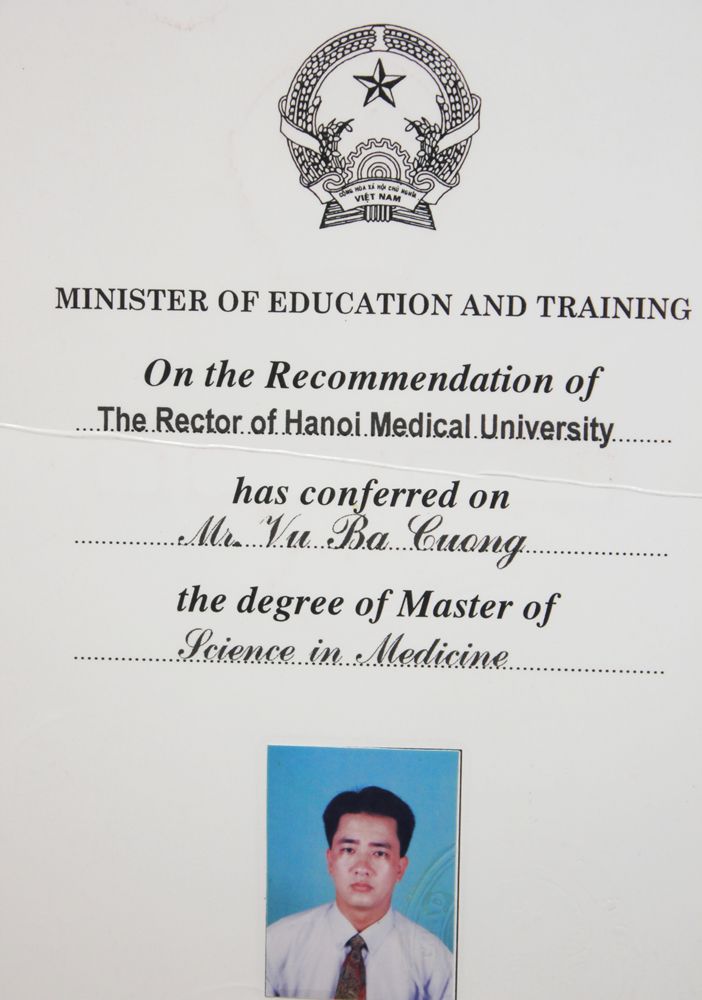 CỘNG HÒA XÃ HỘI CHỦ NGHĨA
VIỆT NAM
MINISTER OF EDUCATION AND TRAINING
On the Recommendation of
The Rector of Hanoi Medical University
has conferred on
Mr. Vu Ba Cuong
the degree of Master of
Science in Medicine